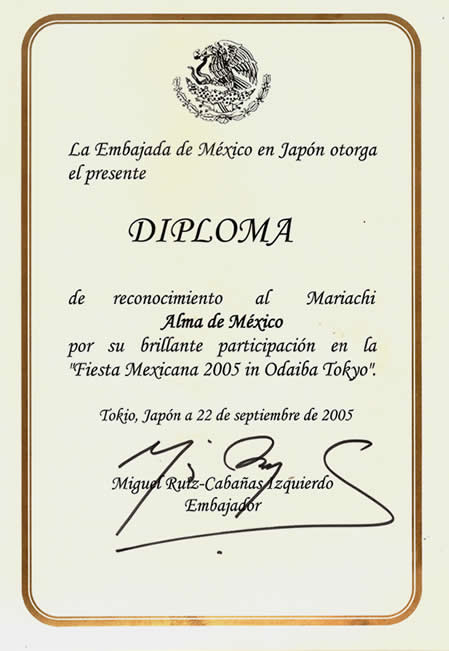 La Embajada de México en Japón otorga
el presente
DIPLOMA
de reconocimiento al Mariachi
Alma de México
por su brillante participación en la
"Fiesta Mexicana 2005 in Odaiba Tokyo".
Tokio, Japón a 22 de septiembre de 2005
Miguel Ruiz-Cabañas Izquierdo
Embajador